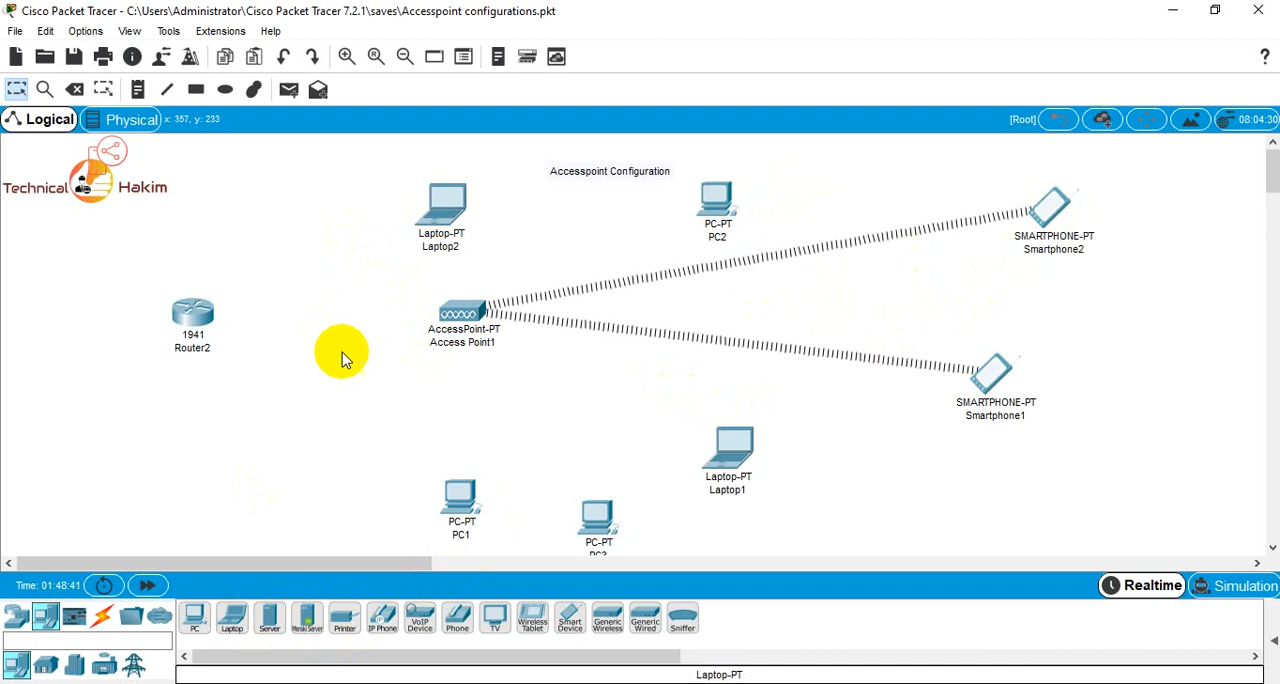 Cisco Packet Tracer - C:\Users\Administrator\Cisco Packet Tracer 7.2.1\saves\Accesspoint configurations.pkt
File Edit Options View Tools Extensions Help
?
Logical Physical x: 357, y: 233 [Root] 08:04:30
Technical Hakim
Accesspoint Configuration
Laptop-PT
Laptop2
PC-PT
PC2
SMARTPHONE-PT
Smartphone2
1941
Router2
AccessPoint-PT
Access Point1
SMARTPHONE-PT
Smartphone1
Laptop-PT
Laptop1
PC-PT
PC1
PC-PT
PC3
Time: 01:48:41 Realtime Simulation
PC Laptop Server Meraki Server Printer IP Phone VoIP Device Phone TV Wireless Tablet Smart Device Generic Wireless Generic Wired Sniffer
Laptop-PT